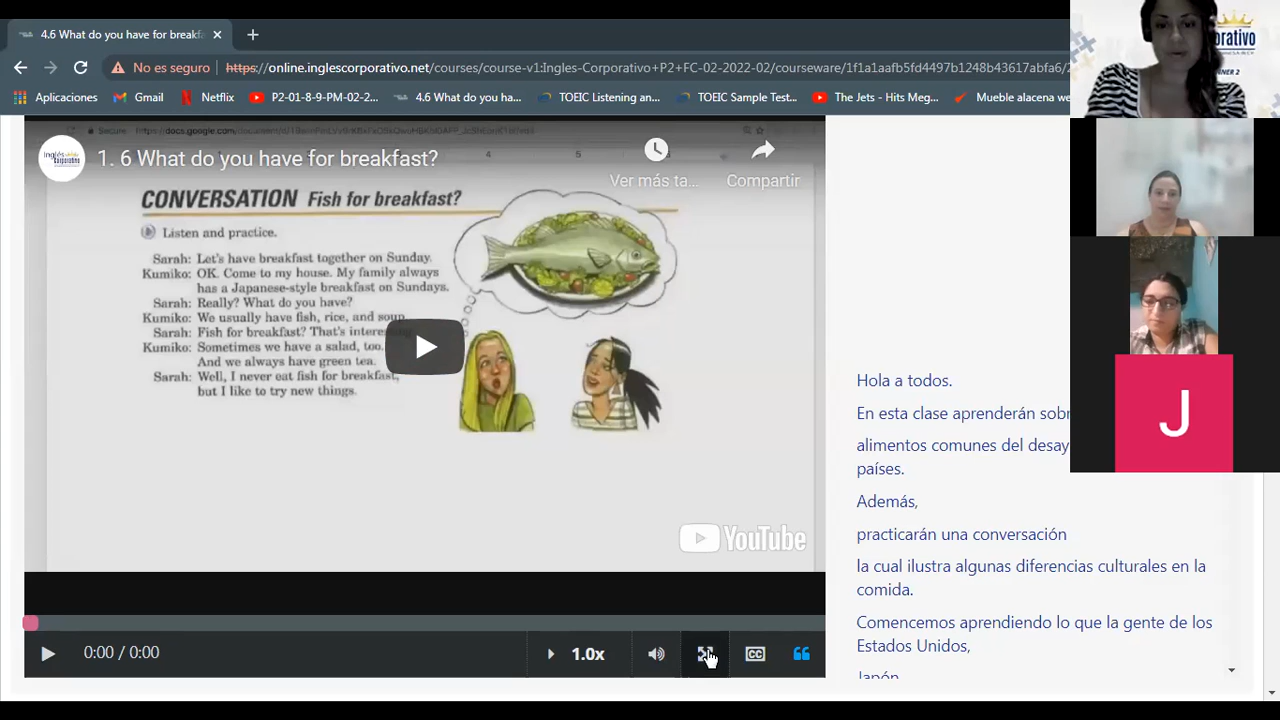 4.6 What do you have for breakfa
No es seguro
https://online.inglescorporativo.net/courses/course-v1:Ingles-Corporativo+P2+FC-02-2022-02/courseware/1f1a1aafb5fd4497b1248b43617abfa6/
Aplicaciones
Gmail
Netflix
P2-01-8-9-PM-02-2...
4.6 What do you ha...
TOEIC Listening an...
TOEIC Sample Test...
The Jets - Hits Meg...
Mueble alacena we
1. 6 What do you have for breakfast?
Ver más ta...
Compartir
4
5
CONVERSATION Fish for breakfast?
Listen and practice.
Sarah: Let's have breakfast together on Sunday.
Kumiko: OK. Come to my house. My family always
has a Japanese-style breakfast on Sundays.
Sarah: Really? What do you have?
Kumiko: We usually have fish, rice, and soup.
Sarah: Fish for breakfast? That's
Kumiko: Sometimes we have a salad, too.
And we always have green tea.
Sarah: Well, I never eat fish for breakfast,
but I like to try new things.
YouTube
0:00 / 0:00
1.0x
CC
Hola a todos.
En esta clase aprenderán sob
alimentos comunes del desay
países.
Además,
practicarán una conversación
la cual ilustra algunas diferencias culturales en la
comida.
Comencemos aprendiendo lo que la gente de los
Estados Unidos,
Japón
orativo
NER 2
J